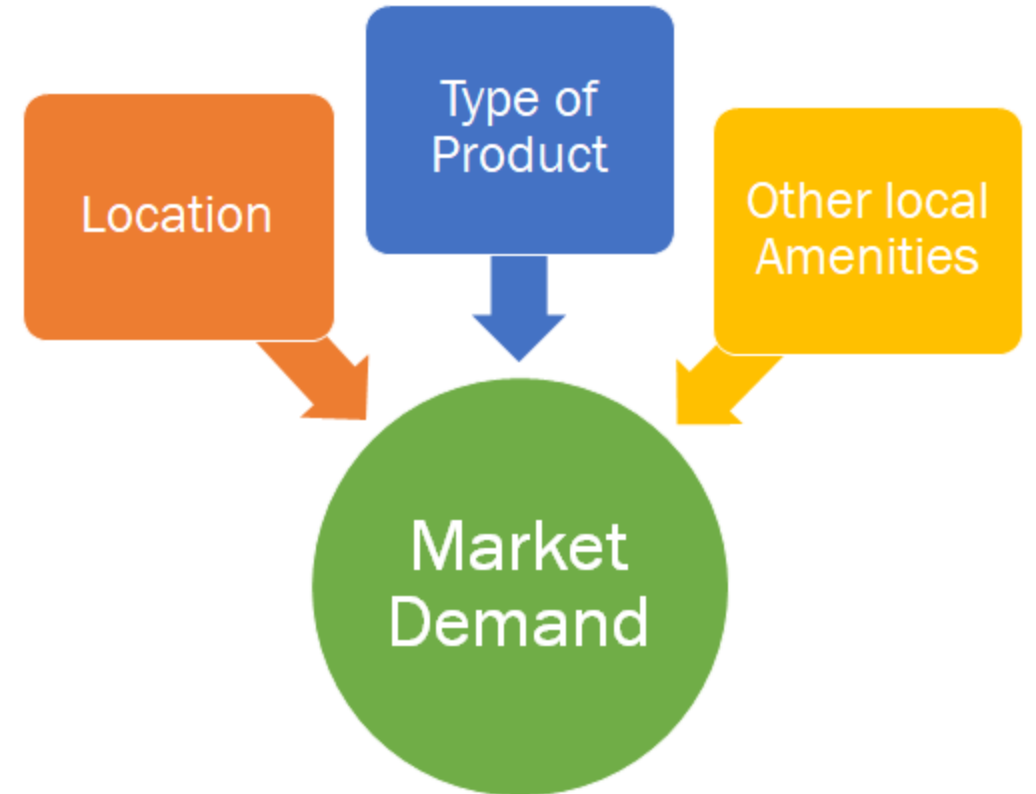 Location
Type of
Product
Other local
Amenities
Market
Demand